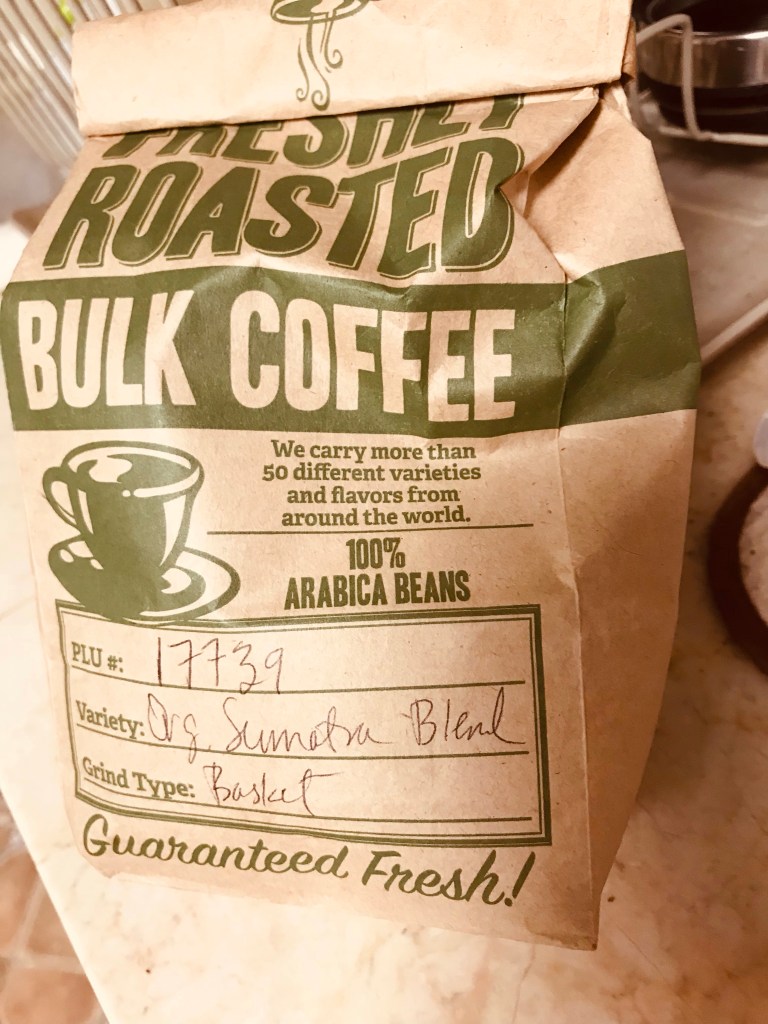 FRESHLY
ROASTED
BULK COFFEE
We carry more than
50 different varieties
and flavors from
around the world.
100%
ARABICA BEANS
PLU #: 17739
Variety: Org. Sumatra Blend
Grind Type: Basket
Guaranteed Fresh!